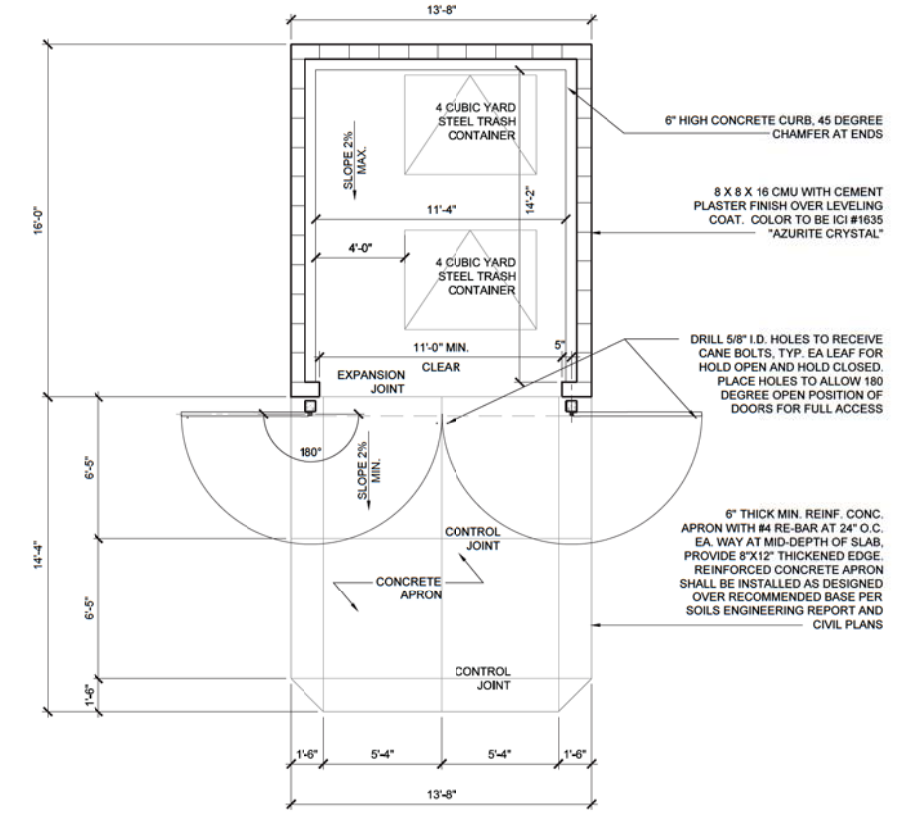 13'-8"
4 CUBIC YARD
STEEL TRASH
CONTAINER
6" HIGH CONCRETE CURB, 45 DEGREE
CHAMFER AT ENDS
SLOPE 2%
MAX.
14'-2"
8 X 8 X 16 CMU WITH CEMENT
PLASTER FINISH OVER LEVELING
COAT. COLOR TO BE ICI #1635
"AZURITE CRYSTAL"
16'-0"
11'-4"
4'-0"
4 CUBIC YARD
STEEL TRASH
CONTAINER
11'-0" MIN.
CLEAR
5"
EXPANSION
JOINT
DRILL 5/8" I.D. HOLES TO RECEIVE
CANE BOLTS, TYP. EA LEAF FOR
HOLD OPEN AND HOLD CLOSED.
PLACE HOLES TO ALLOW 180
DEGREE OPEN POSITION OF
DOORS FOR FULL ACCESS
180°
SLOPE 2%
MIN.
6'-5"
14'-4"
CONTROL
JOINT
CONCRETE
APRON
6" THICK MIN. REINF. CONC.
APRON WITH #4 RE-BAR AT 24" O.C.
EA. WAY AT MID-DEPTH OF SLAB,
PROVIDE 8"X12" THICKENED EDGE.
REINFORCED CONCRETE APRON
SHALL BE INSTALLED AS DESIGNED
OVER RECOMMENDED BASE PER
SOILS ENGINEERING REPORT AND
CIVIL PLANS
6'-5"
CONTROL
JOINT
1'-6"
1'-6"
5'-4"
5'-4"
1'-6"
13'-8"